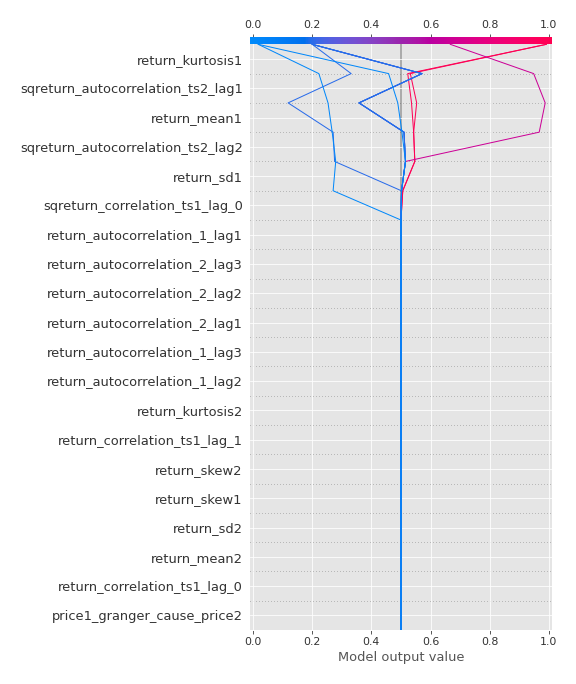 0.0 0.2 0.4 0.6 0.8 1.0
return_kurtosis1
sqreturn_autocorrelation_ts2_lag1
return_mean1
sqreturn_autocorrelation_ts2_lag2
return_sd1
sqreturn_correlation_ts1_lag_0
return_autocorrelation_1_lag1
return_autocorrelation_2_lag3
return_autocorrelation_2_lag2
return_autocorrelation_2_lag1
return_autocorrelation_1_lag3
return_autocorrelation_1_lag2
return_kurtosis2
return_correlation_ts1_lag_1
return_skew2
return_skew1
return_sd2
return_mean2
return_correlation_ts1_lag_0
price1_granger_cause_price2
0.0 0.2 0.4 0.6 0.8 1.0
Model output value